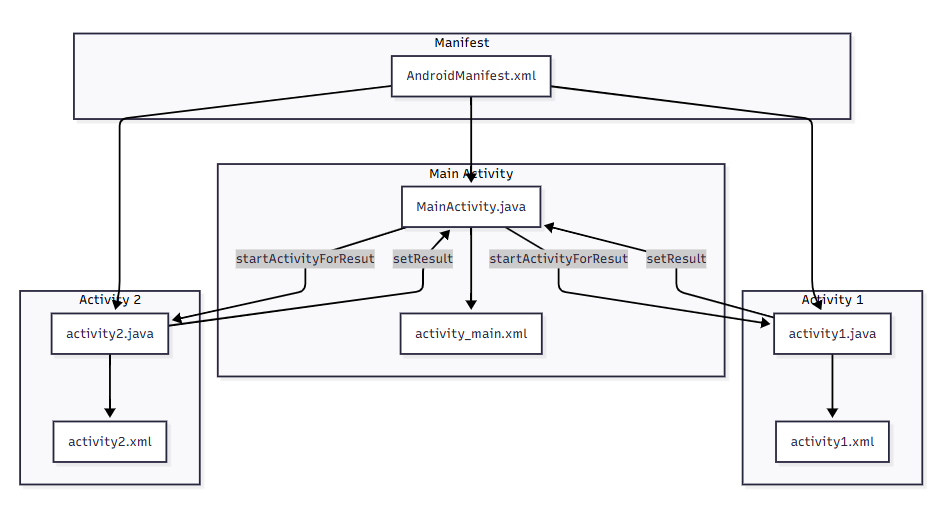 Manifest
AndroidManifest.xml
Main Activity
MainActivity.java
startActivityForResut
setResult
startActivityForResut
setResult
Activity 2
activity2.java
activity_main.xml
Activity 1
activity1.java
activity2.xml
activity1.xml